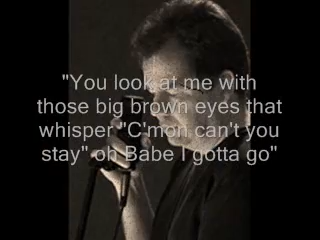 "You look at me with
those big brown eyes that
whisper "C'mon can't you
stay" oh Babe I gotta go"